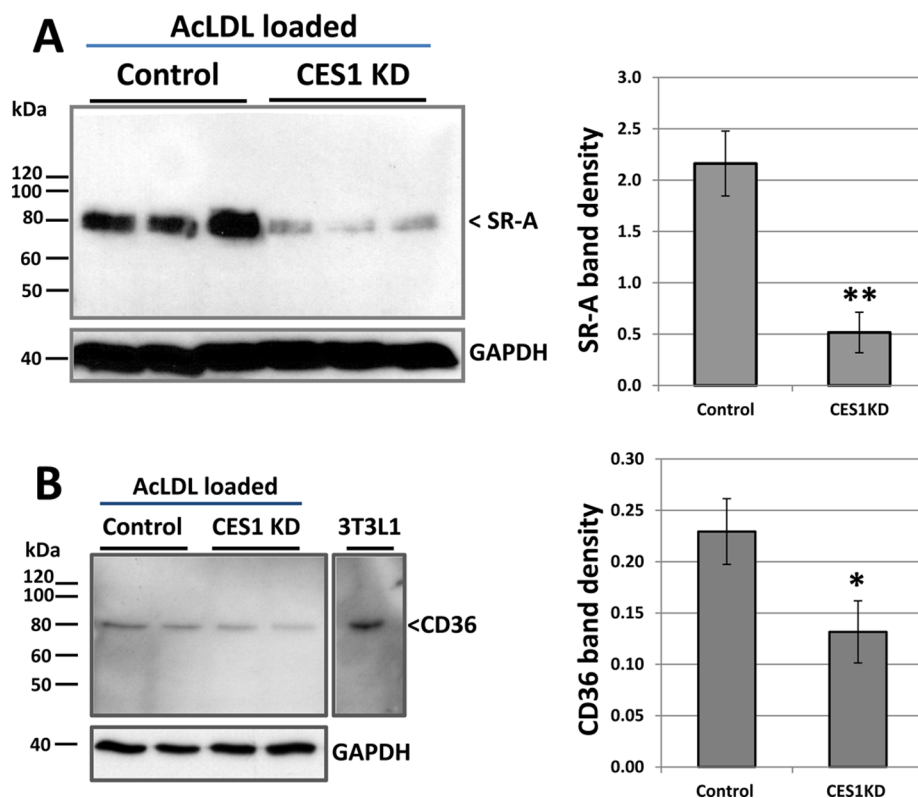 A
AcLDL loaded
Control CES1 KD
kDa
120
100
80
60
50
40
< SR-A
GAPDH
SR-A band density
3.0
2.5
2.0
1.5
1.0
0.5
0.0
**
Control CES1KD
B
AcLDL loaded
Control CES1 KD 3T3L1
kDa
120
100
80
60
50
40
<CD36
GAPDH
CD36 band density
0.30
0.25
0.20
0.15
0.10
0.05
0.00
*
Control CES1KD